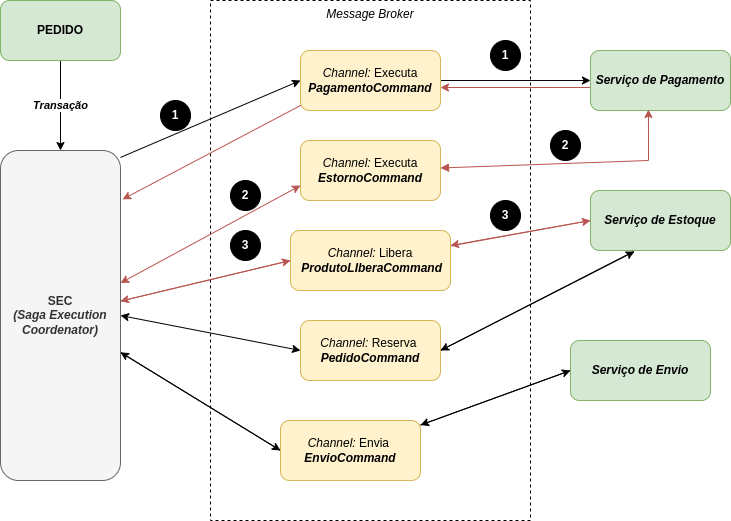 Message Broker
PEDIDO
Transação
1
1
Channel: Executa
PagamentoCommand
Serviço de Pagamento
2
Channel: Executa
EstornoCommand
2
3
Channel: Libera
ProdutoLIberaCommand
3
Serviço de Estoque
SEC
(Saga Execution
Coordenator)
Channel: Reserva
PedidoCommand
Serviço de Envio
Channel: Envia
EnvioCommand